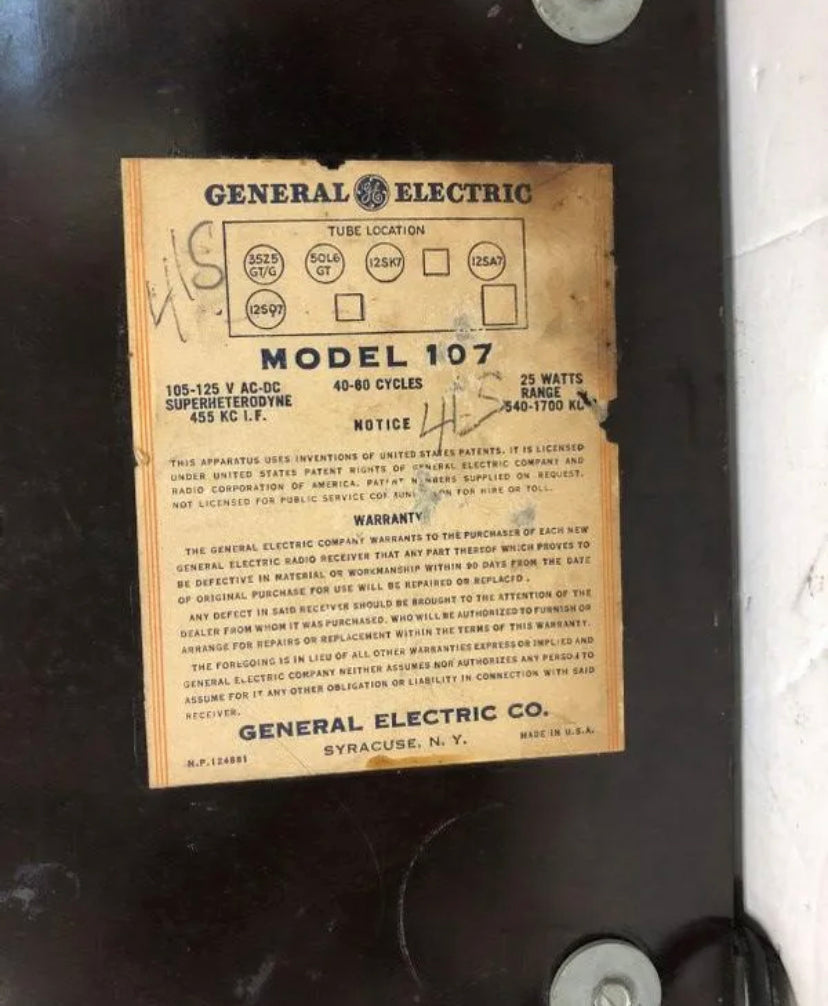 GENERAL GE ELECTRIC
TUBE LOCATION
35Z5 GT/G 50L6 GT 12SK7 12SA7
12SQ7
MODEL 107
105-125 V AC-DC 40-60 CYCLES 25 WATTS
SUPERHETERODYNE RANGE
455 KC I.F. 540-1700 KC
NOTICE
THIS APPARATUS USES INVENTIONS OF UNITED STATES PATENTS. IT IS LICENSED
UNDER UNITED STATES PATENT RIGHTS OF GENERAL ELECTRIC COMPANY AND
RADIO CORPORATION OF AMERICA. PATENT NUMBERS SUPPLIED ON REQUEST.
NOT LICENSED FOR PUBLIC SERVICE COMMUNICATION FOR HIRE OR TOLL.
WARRANTY
THE GENERAL ELECTRIC COMPANY WARRANTS TO THE PURCHASER OF EACH NEW
GENERAL ELECTRIC RADIO RECEIVER THAT ANY PART THEREOF WHICH PROVES TO
BE DEFECTIVE IN MATERIAL OR WORKMANSHIP WITHIN 90 DAYS FROM THE DATE
OF ORIGINAL PURCHASE FOR USE WILL BE REPAIRED OR REPLACED.
ANY DEFECT IN SAID RECEIVER SHOULD BE BROUGHT TO THE ATTENTION OF THE
DEALER FROM WHOM IT WAS PURCHASED. WHO WILL BE AUTHORIZED TO FURNISH OR
ARRANGE FOR REPAIRS OR REPLACEMENT WITHIN THE TERMS OF THIS WARRANTY.
THE FOREGOING IS IN LIEU OF ALL OTHER WARRANTIES EXPRESS OR IMPLIED AND
GENERAL ELECTRIC COMPANY NEITHER ASSUMES NOR AUTHORIZES ANY PERSON TO
ASSUME FOR IT ANY OTHER OBLIGATION OR LIABILITY IN CONNECTION WITH SAID
RECEIVER.
GENERAL ELECTRIC CO.
SYRACUSE, N. Y. MADE IN U.S.A.